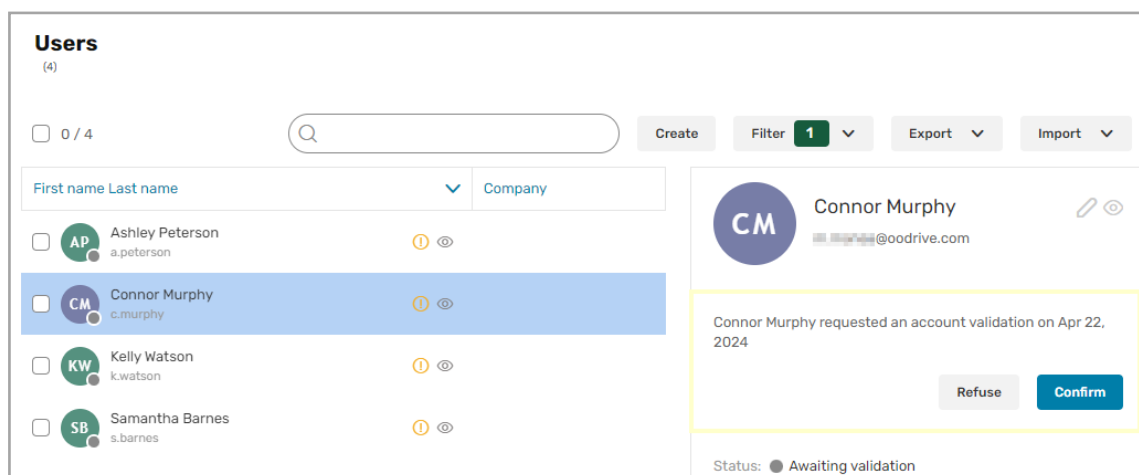 Users
(4)
0 / 4
Create
Filter 1
Export
Import
First name Last name
Company
AP
Ashley Peterson
a.peterson
CM
Connor Murphy
c.murphy
KW
Kelly Watson
k.watson
SB
Samantha Barnes
s.barnes
CM
Connor Murphy
@oodrive.com
Connor Murphy requested an account validation on Apr 22,
2024
Refuse
Confirm
Status: Awaiting validation